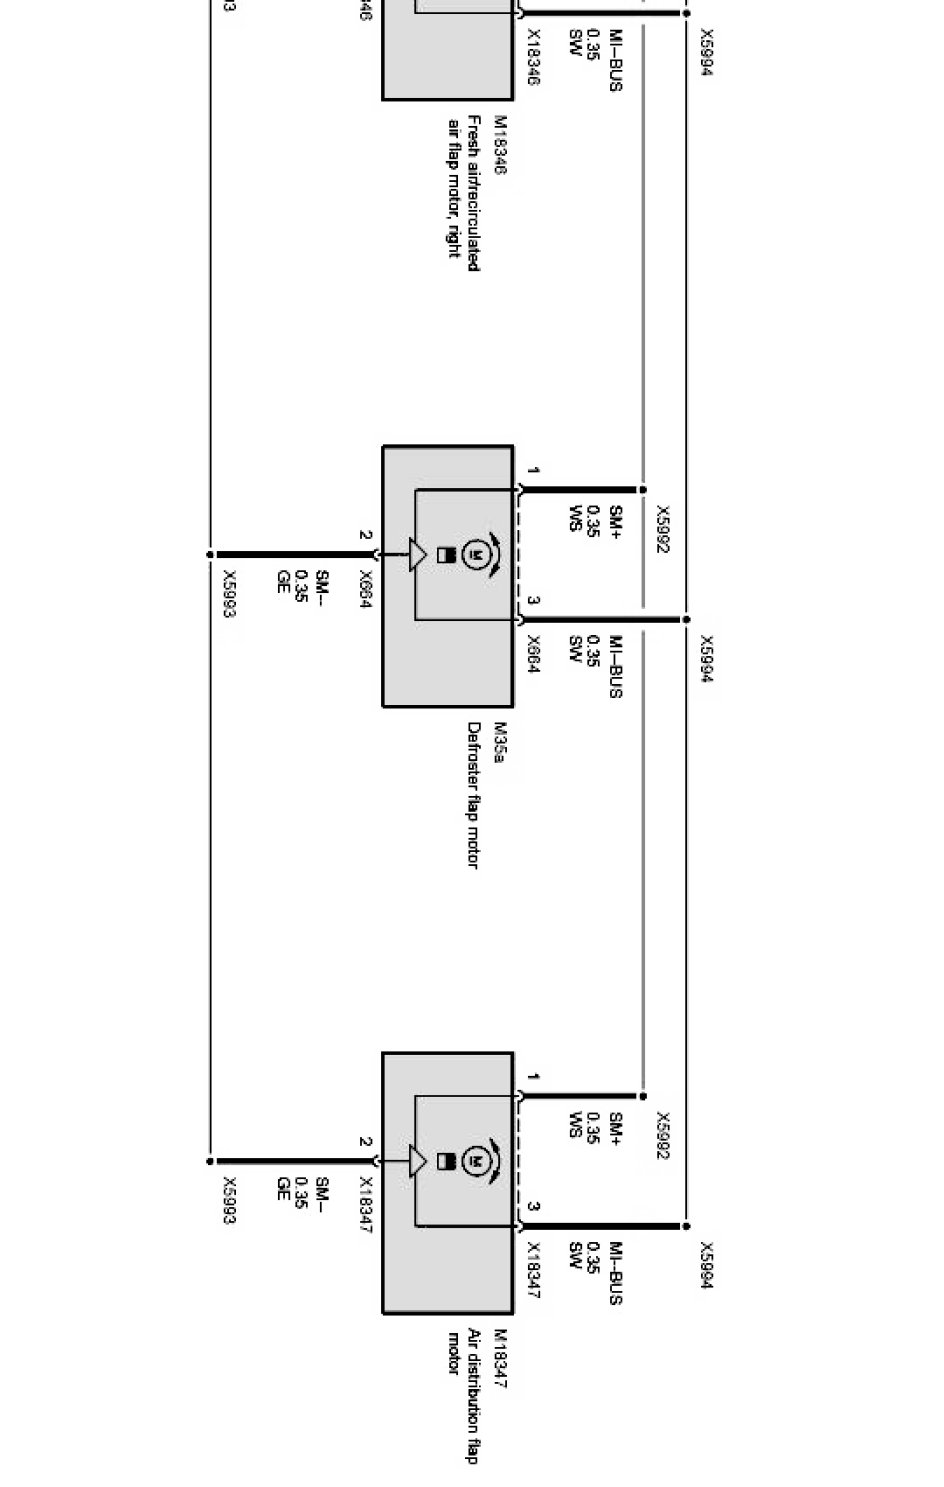 X5994
MI-BUS
0.35
SW
X18346
M18346
Fresh air/recirculated
air flap motor, right
X5992
SM+
0.35
WS
1
X5994
MI-BUS
0.35
SW
3
X664
2
X664
SM-
0.35
GE
X5993
M35a
Defroster flap motor
M
X5992
SM+
0.35
WS
1
X5994
MI-BUS
0.35
SW
3
X18347
2
X18347
SM-
0.35
GE
X5993
M18347
Air distribution flap
motor
M